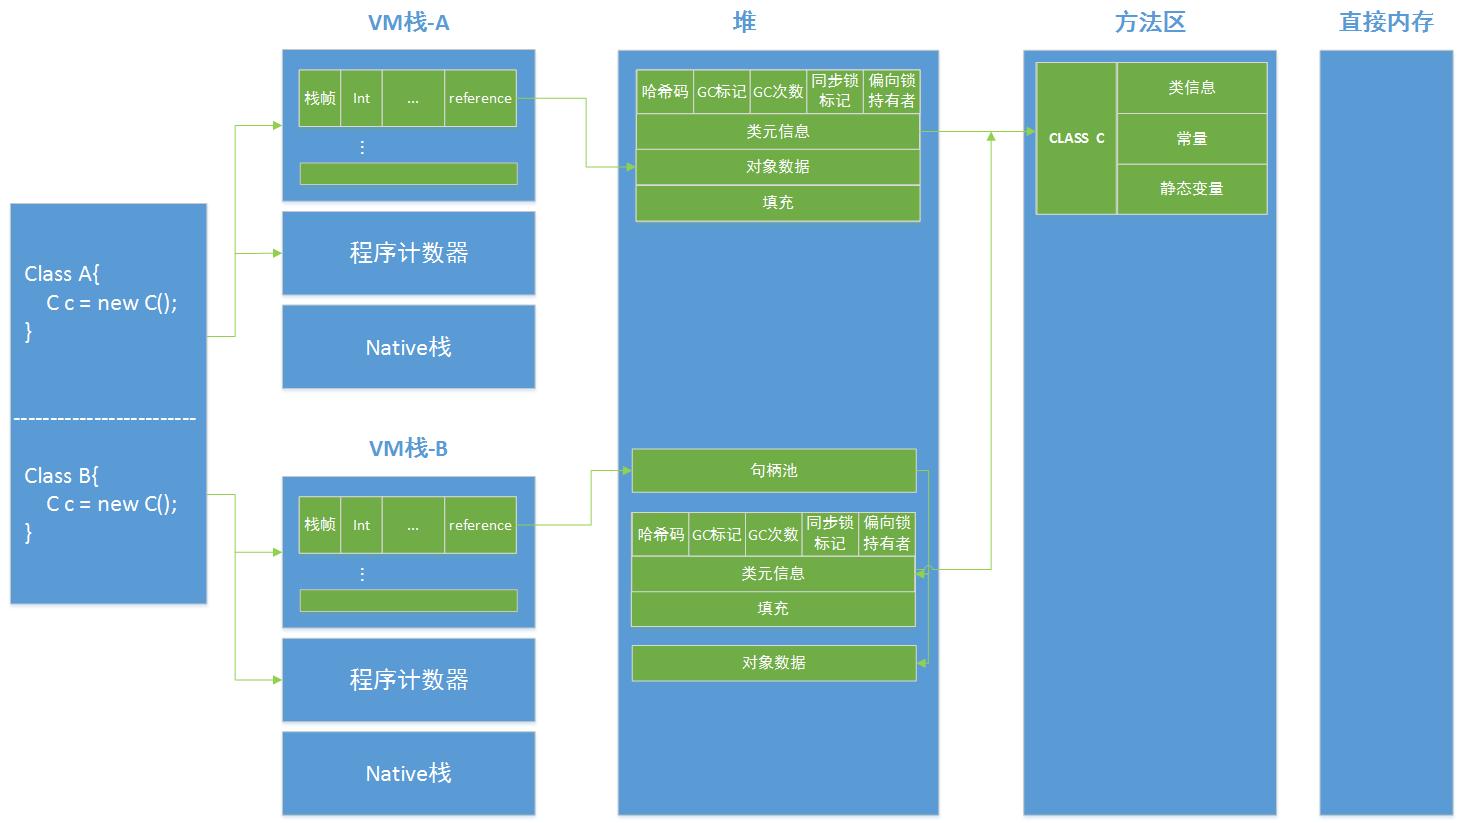 VM栈-A
堆
方法区
直接内存
栈帧
Int
...
reference
⋮
程序计数器
Native栈
哈希码
GC标记
GC次数
同步锁
标记
偏向锁
持有者
类元信息
对象数据
填充
CLASS C
类信息
常量
静态变量
Class A{
C c = new C();
}
--------------------------
Class B{
C c = new C();
}
VM栈-B
栈帧
Int
...
reference
⋮
程序计数器
Native栈
句柄池
哈希码
GC标记
GC次数
同步锁
标记
偏向锁
持有者
类元信息
填充
对象数据